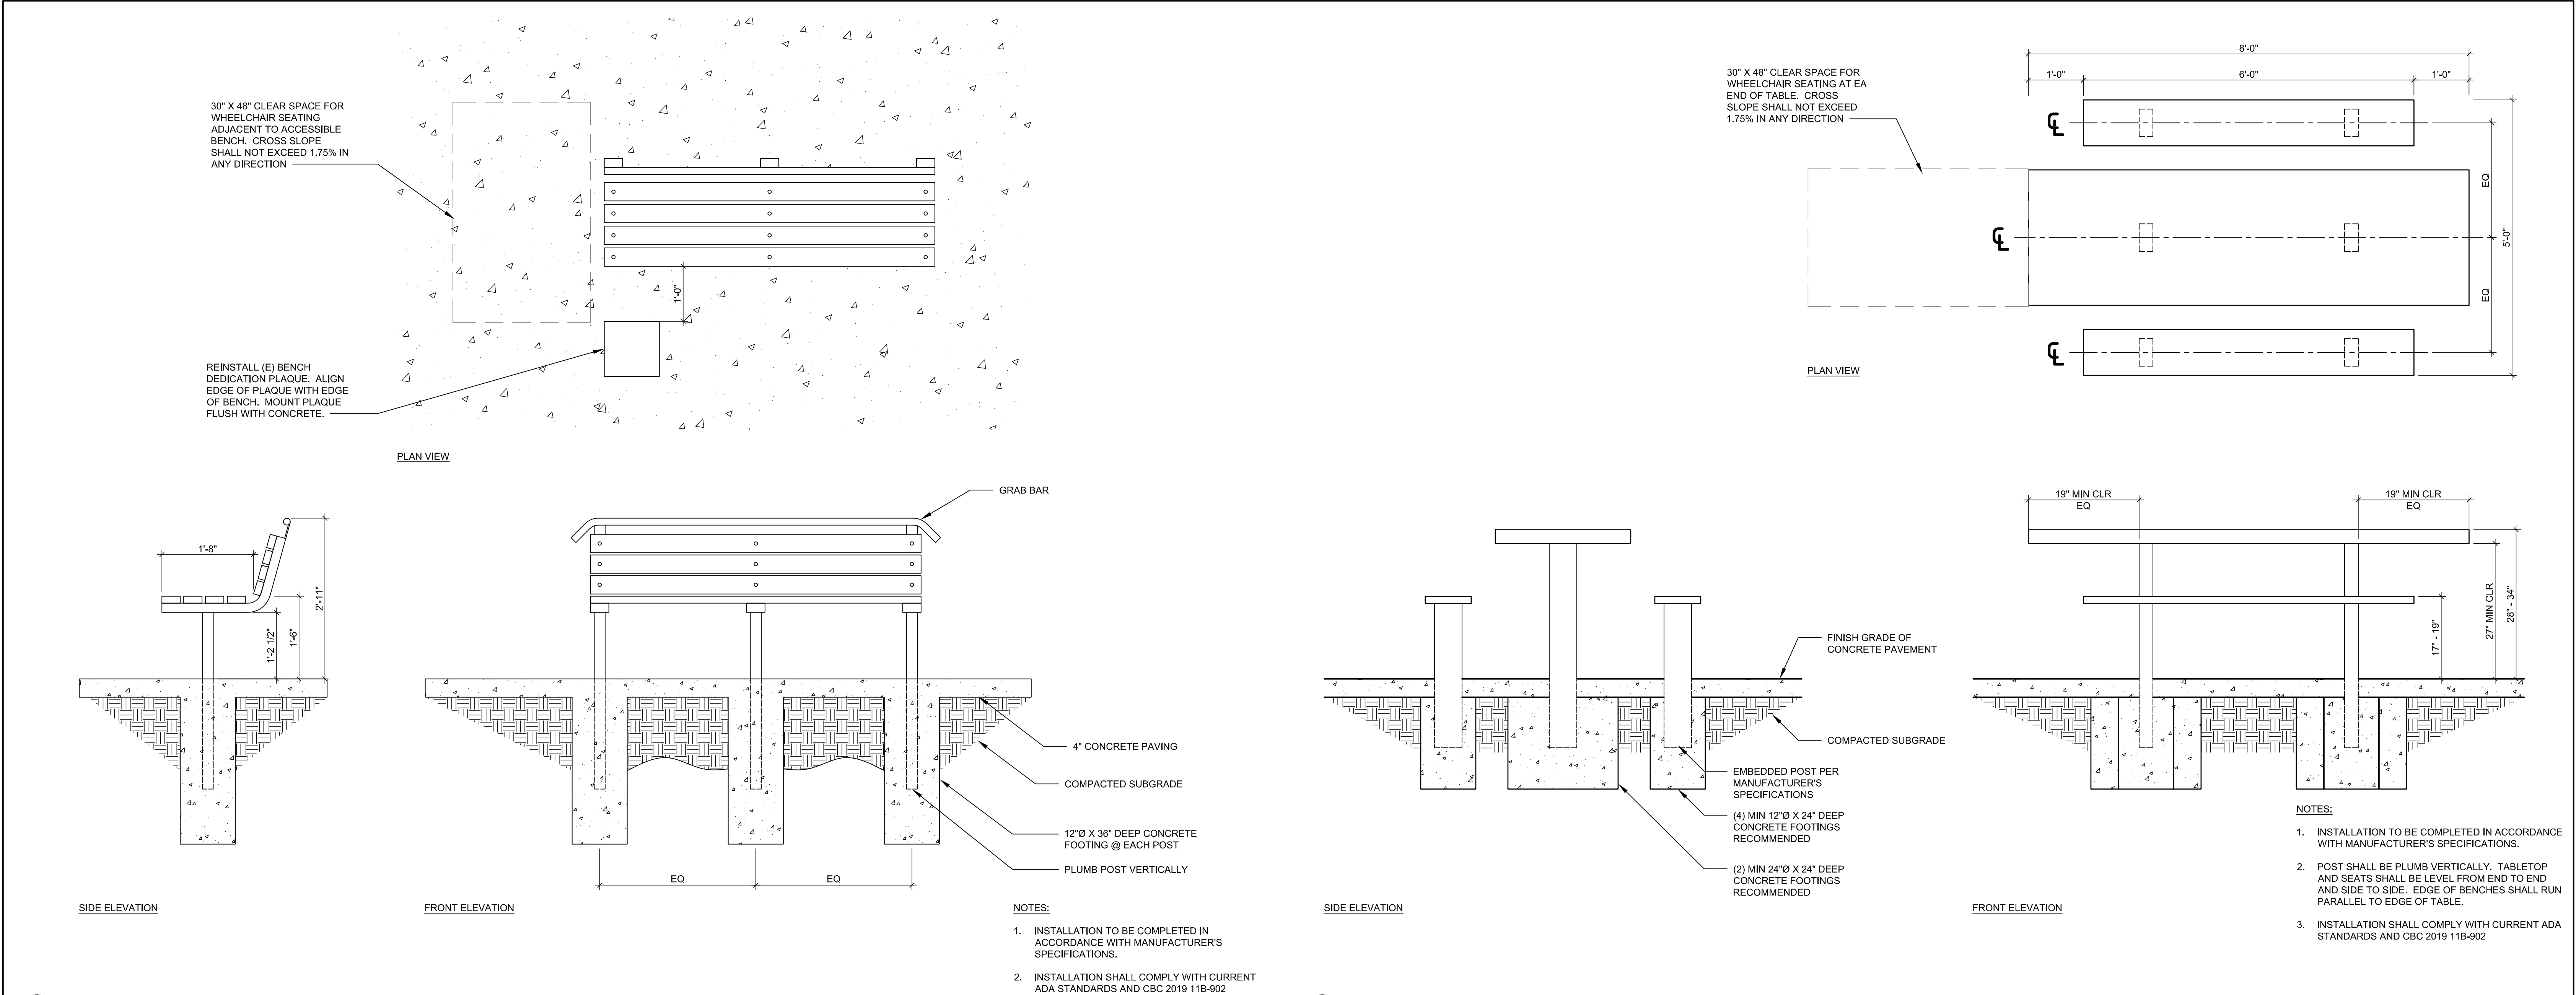 30" X 48" CLEAR SPACE FOR
WHEELCHAIR SEATING
ADJACENT TO ACCESSIBLE
BENCH. CROSS SLOPE
SHALL NOT EXCEED 1.75% IN
ANY DIRECTION
1'-0"
REINSTALL (E) BENCH
DEDICATION PLAQUE. ALIGN
EDGE OF PLAQUE WITH EDGE
OF BENCH. MOUNT PLAQUE
FLUSH WITH CONCRETE.
PLAN VIEW
1'-8"
1'-2 1/2"
1'-6"
2'-11"
SIDE ELEVATION
GRAB BAR
4" CONCRETE PAVING
COMPACTED SUBGRADE
12"Ø X 36" DEEP CONCRETE
FOOTING @ EACH POST
PLUMB POST VERTICALLY
EQ
EQ
FRONT ELEVATION
NOTES:
1. INSTALLATION TO BE COMPLETED IN
ACCORDANCE WITH MANUFACTURER'S
SPECIFICATIONS.
2. INSTALLATION SHALL COMPLY WITH CURRENT
ADA STANDARDS AND CBC 2019 11B-902
30" X 48" CLEAR SPACE FOR
WHEELCHAIR SEATING AT EA
END OF TABLE. CROSS
SLOPE SHALL NOT EXCEED
1.75% IN ANY DIRECTION
8'-0"
1'-0"
6'-0"
1'-0"
℄
EQ
℄
5'-0"
EQ
℄
PLAN VIEW
FINISH GRADE OF
CONCRETE PAVEMENT
COMPACTED SUBGRADE
EMBEDDED POST PER
MANUFACTURER'S
SPECIFICATIONS
(4) MIN 12"Ø X 24" DEEP
CONCRETE FOOTINGS
RECOMMENDED
(2) MIN 24"Ø X 24" DEEP
CONCRETE FOOTINGS
RECOMMENDED
SIDE ELEVATION
19" MIN CLR
EQ
19" MIN CLR
EQ
17" - 19"
27" MIN CLR
28" - 34"
FRONT ELEVATION
NOTES:
1. INSTALLATION TO BE COMPLETED IN ACCORDANCE
WITH MANUFACTURER'S SPECIFICATIONS.
2. POST SHALL BE PLUMB VERTICALLY. TABLETOP
AND SEATS SHALL BE LEVEL FROM END TO END
AND SIDE TO SIDE. EDGE OF BENCHES SHALL RUN
PARALLEL TO EDGE OF TABLE.
3. INSTALLATION SHALL COMPLY WITH CURRENT ADA
STANDARDS AND CBC 2019 11B-902